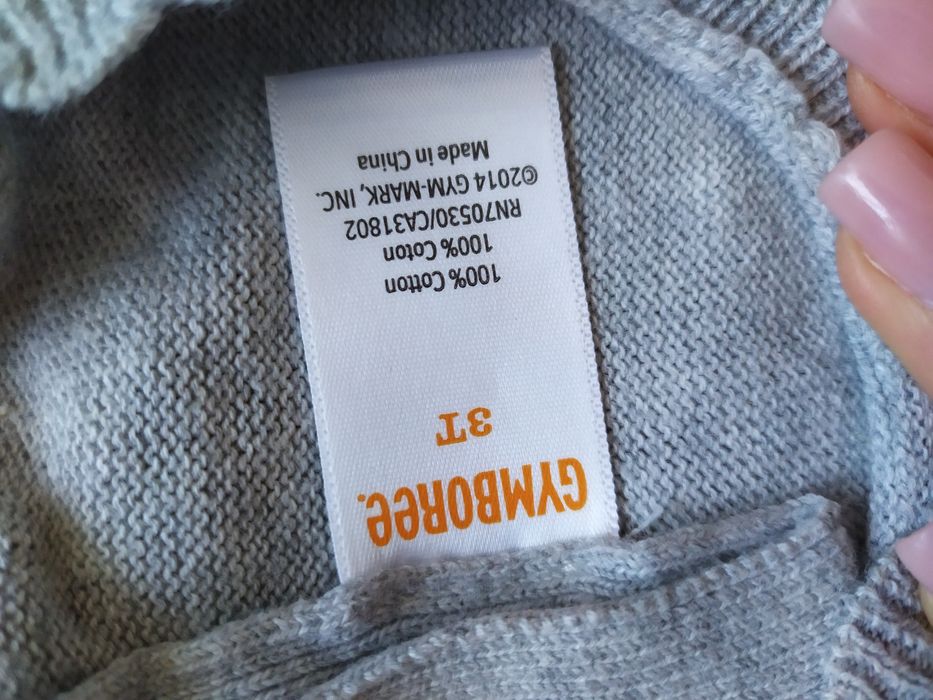 GYMBOREE.
3T
100% Cotton
100% Coton
RN70530/CA31802
©2014 GYM-MARK, INC.
Made in China